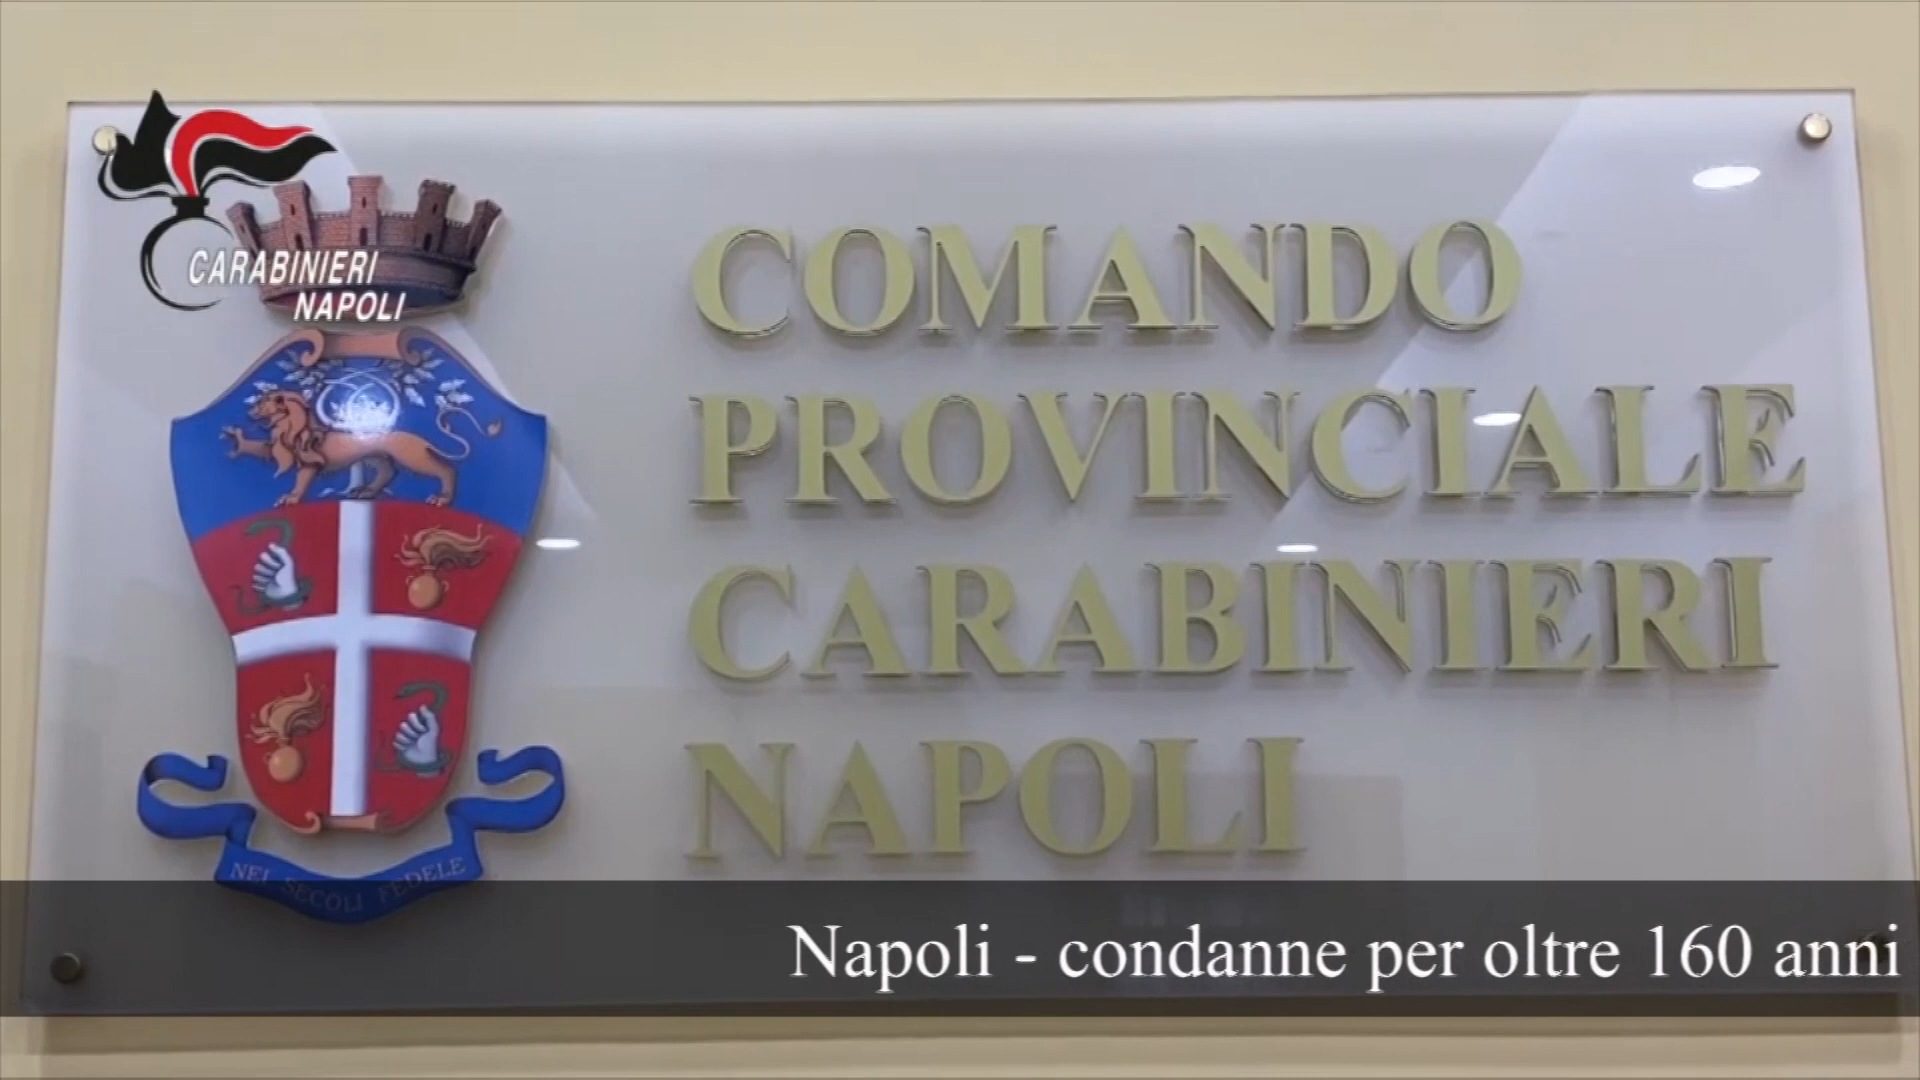 CARABINIERI
NAPOLI
COMANDO
PROVINCIALE
CARABINIERI
NAPOLI
NEI SECOLI FEDELE
Napoli - condanne per oltre 160 anni